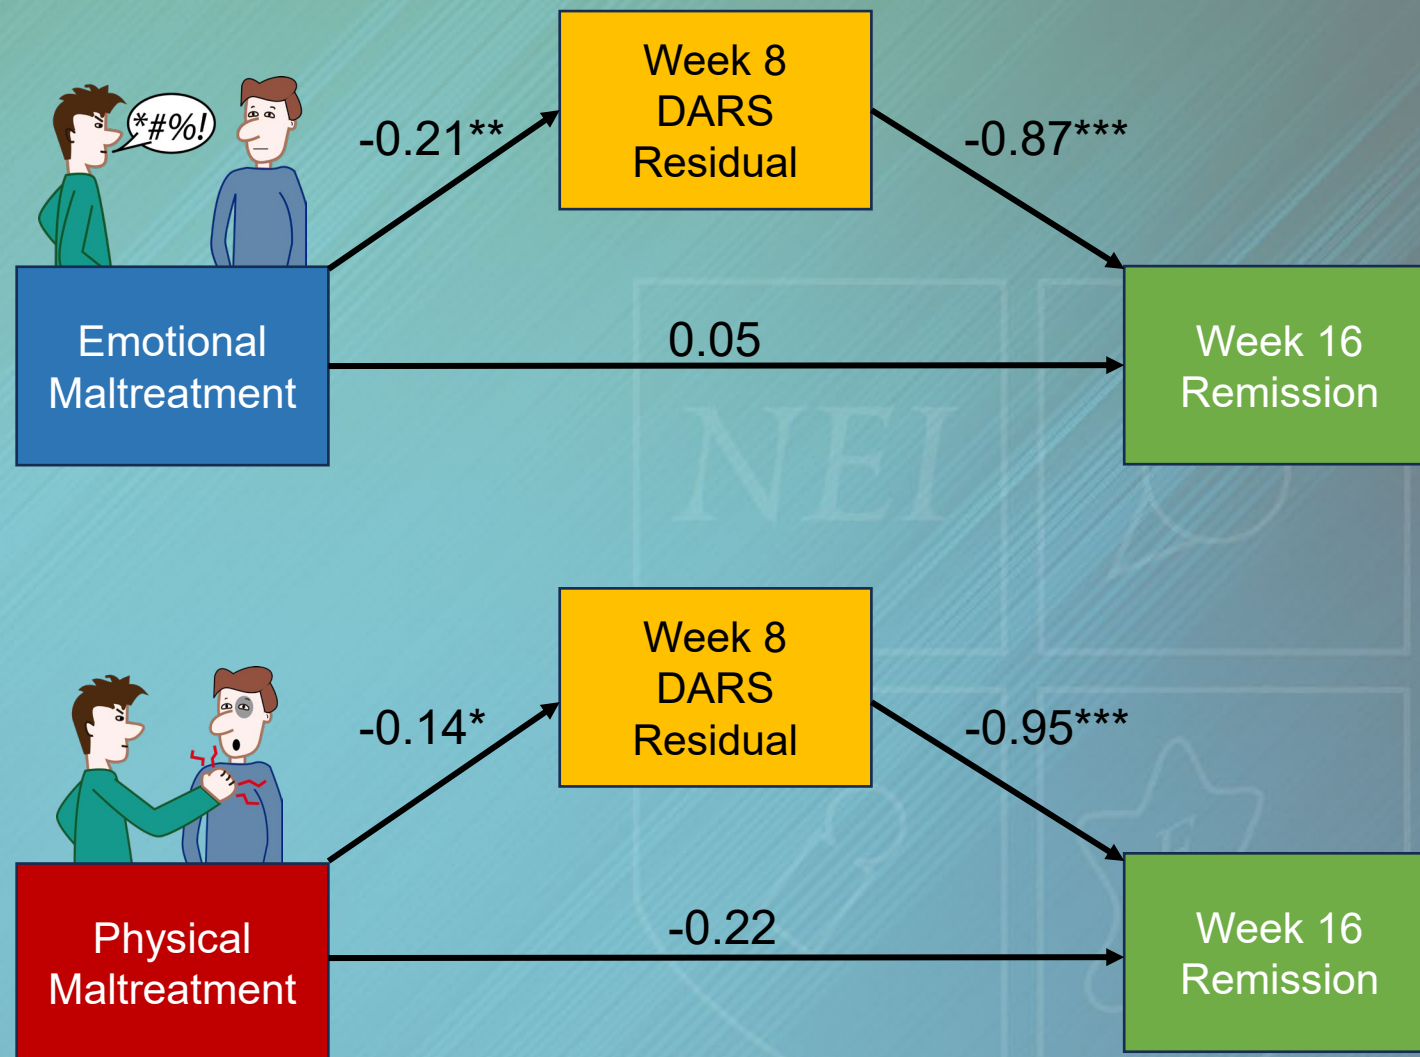 Week 8
DARS
Residual
*#%!
-0.21**
-0.87***
Emotional
Maltreatment
0.05
Week 16
Remission
NEI
Week 8
DARS
Residual
-0.14*
-0.95***
Physical
Maltreatment
-0.22
Week 16
Remission